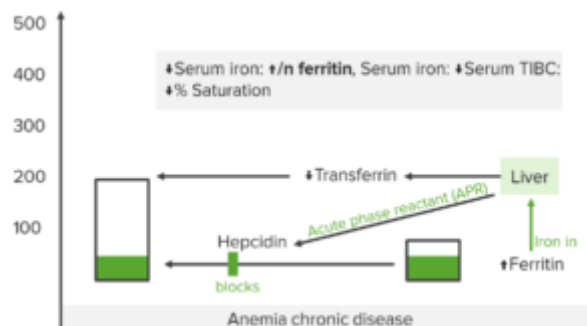 500
400
300
200
100
↓Serum iron: ↑/n ferritin, Serum iron: ↓Serum TIBC:
↓% Saturation
↓Transferrin
Liver
Acute phase reactant (APR)
Hepcidin
Iron in
↑Ferritin
blocks
Anemia chronic disease